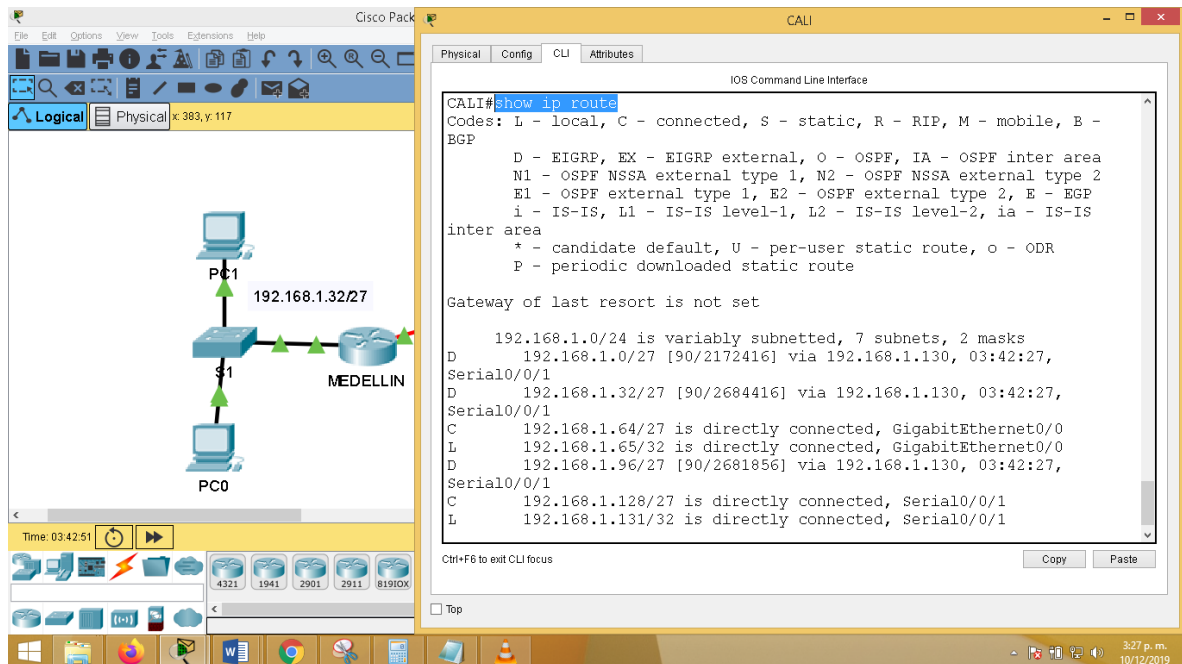 Cisco Pack
File Edit Options View Tools Extensions Help
Logical Physical x: 383, y: 117
PC1
192.168.1.32/27
S1
MEDELLIN
PC0
Time: 03:42:51
4321 1941 2901 2911 819IOX
CALI
Physical Config CLI Attributes
IOS Command Line Interface
CALI#show ip route
Codes: L - local, C - connected, S - static, R - RIP, M - mobile, B -
BGP
D - EIGRP, EX - EIGRP external, O - OSPF, IA - OSPF inter area
N1 - OSPF NSSA external type 1, N2 - OSPF NSSA external type 2
E1 - OSPF external type 1, E2 - OSPF external type 2, E - EGP
i - IS-IS, L1 - IS-IS level-1, L2 - IS-IS level-2, ia - IS-IS
inter area
* - candidate default, U - per-user static route, o - ODR
P - periodic downloaded static route
Gateway of last resort is not set
192.168.1.0/24 is variably subnetted, 7 subnets, 2 masks
D 192.168.1.0/27 [90/2172416] via 192.168.1.130, 03:42:27,
Serial0/0/1
D 192.168.1.32/27 [90/2684416] via 192.168.1.130, 03:42:27,
Serial0/0/1
C 192.168.1.64/27 is directly connected, GigabitEthernet0/0
L 192.168.1.65/32 is directly connected, GigabitEthernet0/0
D 192.168.1.96/27 [90/2681856] via 192.168.1.130, 03:42:27,
Serial0/0/1
C 192.168.1.128/27 is directly connected, Serial0/0/1
L 192.168.1.131/32 is directly connected, Serial0/0/1
Ctrl+F6 to exit CLI focus
Copy Paste
Top
3:27 p. m.
10/12/2019